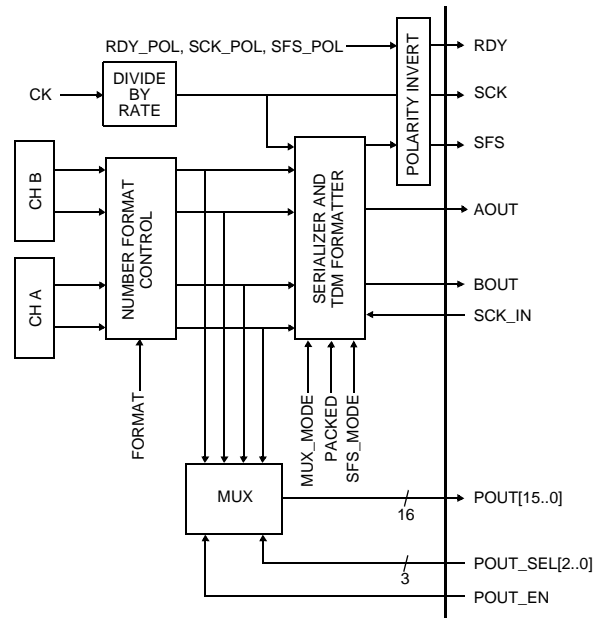 RDY_POL, SCK_POL, SFS_POL
RDY
CK
DIVIDE
BY
RATE
SCK
POLARITY INVERT
SFS
CH B
CH A
NUMBER FORMAT
CONTROL
SERIALIZER AND
TDM FORMATTER
AOUT
BOUT
SCK_IN
FORMAT
MUX_MODE
PACKED
SFS_MODE
MUX
16
POUT[15..0]
3
POUT_SEL[2..0]
POUT_EN